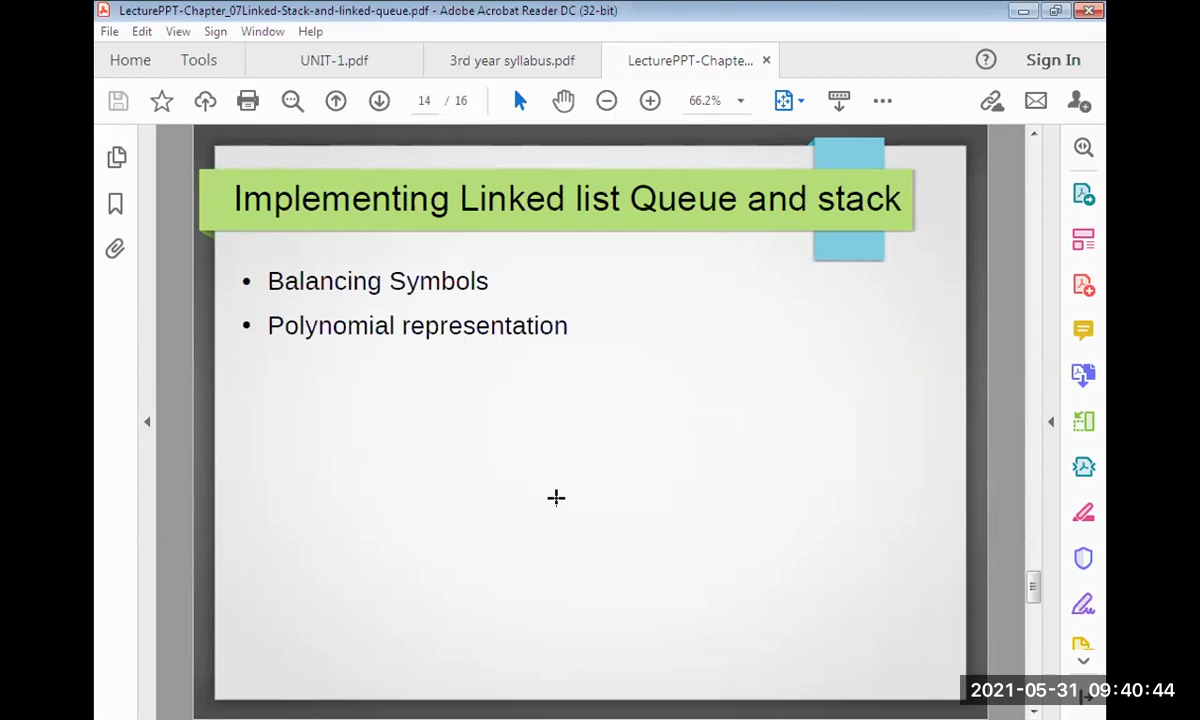 LecturePPT-Chapter_07Linked-Stack-and-linked-queue.pdf - Adobe Acrobat Reader DC (32-bit)
File Edit View Sign Window Help
Home Tools UNIT-1.pdf 3rd year syllabus.pdf LecturePPT-Chapte... Sign In
14 / 16 66.2%
Implementing Linked list Queue and stack
• Balancing Symbols
• Polynomial representation
2021-05-31 09:40:44